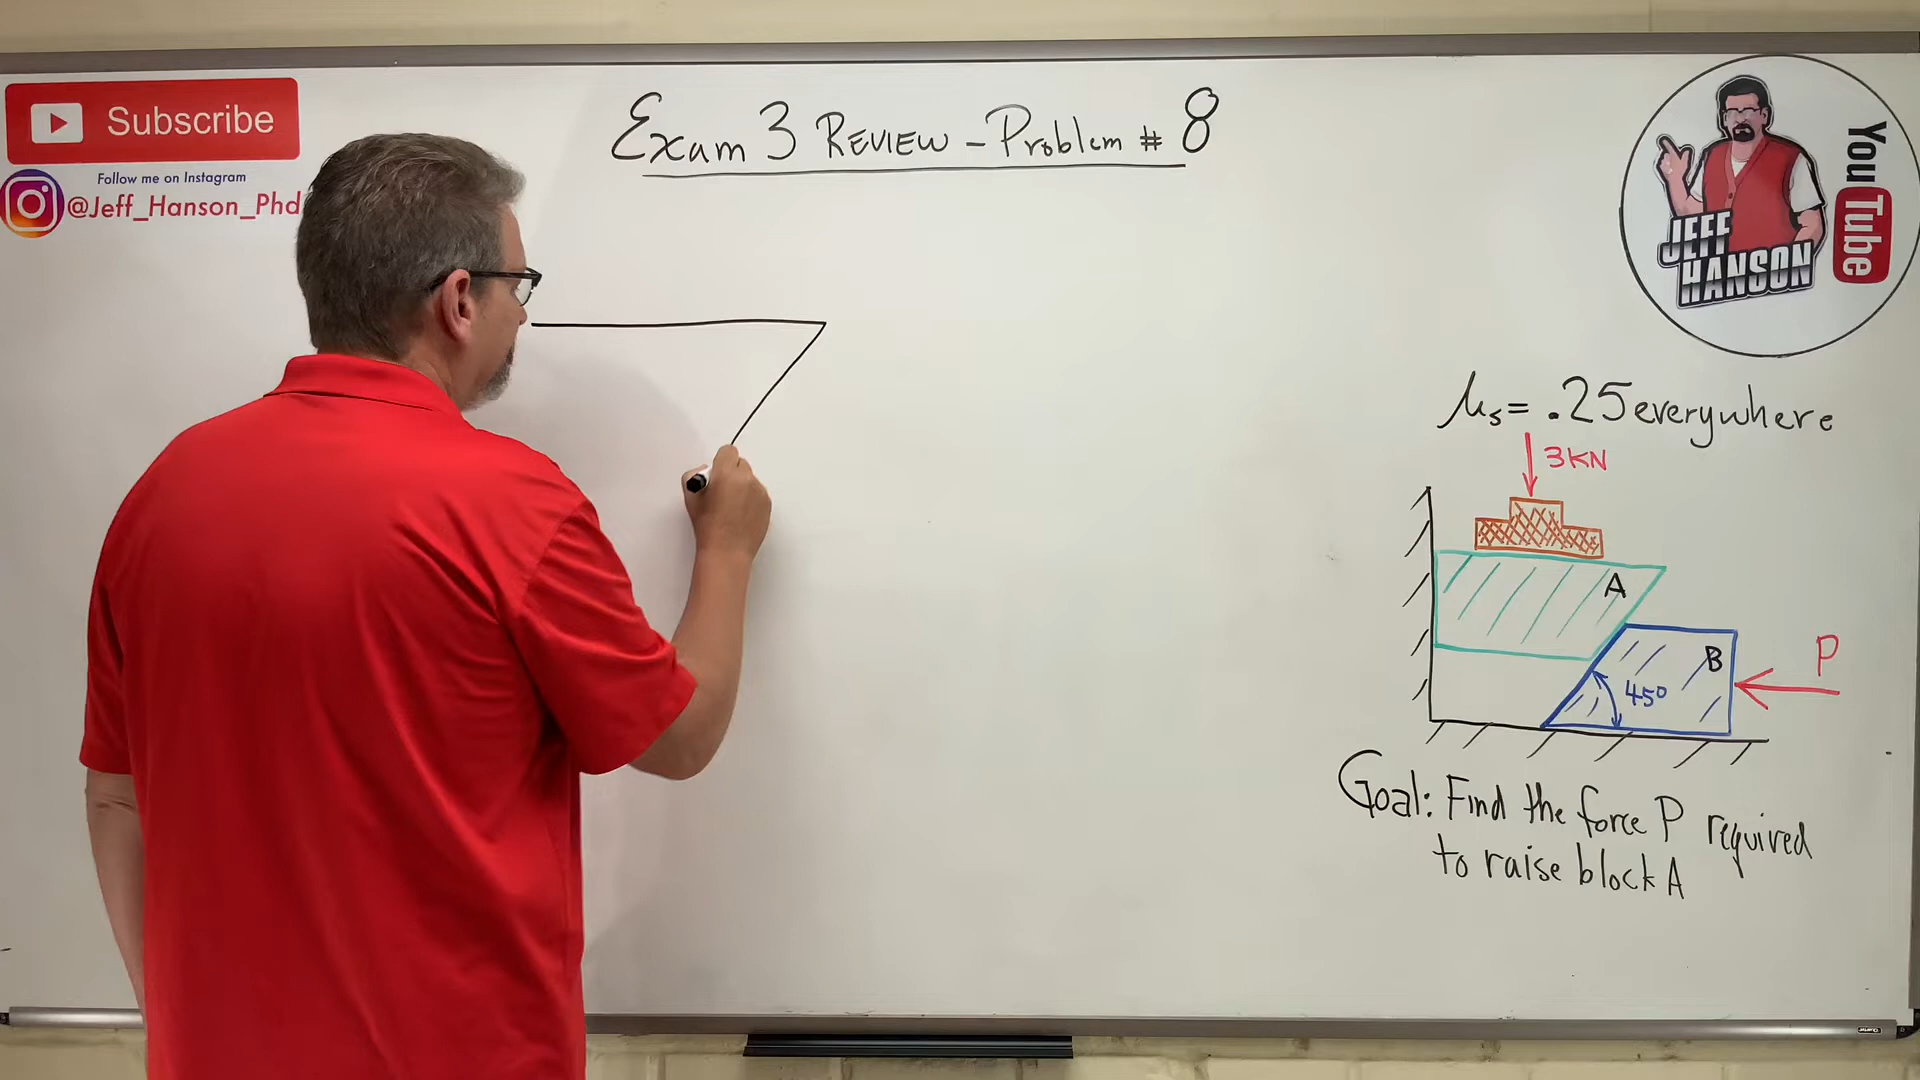 Subscribe
Follow me on Instagram
@Jeff_Hanson_Phd
Exam 3 REVIEW - Problem # 8
JEFF
HANSON
YouTube
μs = .25 everywhere
3KN
A
B
45°
P
Goal: Find the force P required
to raise block A